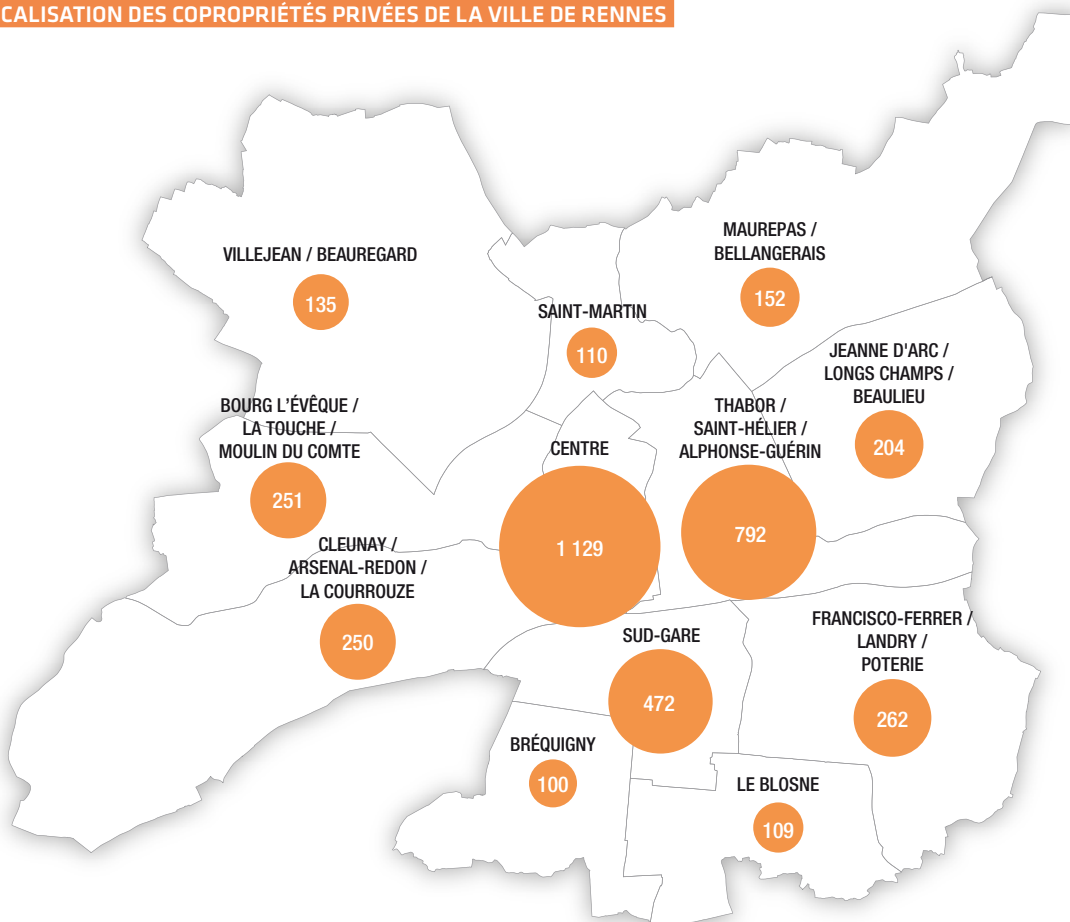 CALISATION DES COPROPRIÉTÉS PRIVÉES DE LA VILLE DE RENNES
VILLEJEAN / BEAUREGARD
135
MAUREPAS /
BELLANGERAIS
152
SAINT-MARTIN
110
JEANNE D'ARC /
LONGS CHAMPS /
BEAULIEU
204
BOURG L'ÉVÊQUE /
LA TOUCHE /
MOULIN DU COMTE
251
CENTRE
1 129
THABOR /
SAINT-HÉLIER /
ALPHONSE-GUÉRIN
792
CLEUNAY /
ARSENAL-REDON /
LA COURROUZE
250
SUD-GARE
472
FRANCISCO-FERRER /
LANDRY /
POTERIE
262
BRÉQUIGNY
100
LE BLOSNE
109